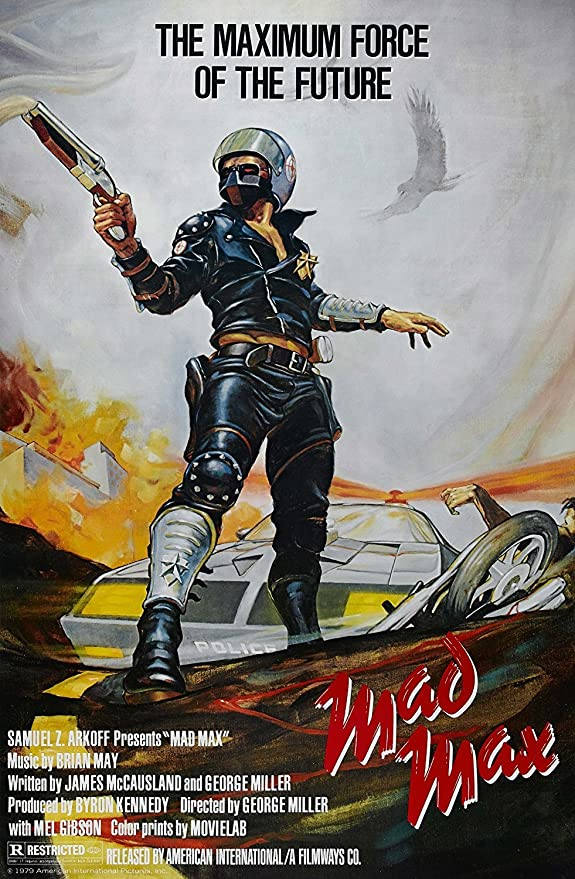 THE MAXIMUM FORCE
OF THE FUTURE
POLICE
Mad
Max
SAMUEL Z. ARKOFF Presents "MAD MAX"
Music by BRIAN MAY
Written by JAMES McCAUSLAND and GEORGE MILLER
Produced by BYRON KENNEDY Directed by GEORGE MILLER
with MEL GIBSON Color prints by MOVIELAB
R RESTRICTED
RELEASED BY AMERICAN INTERNATIONAL/A FILMWAYS CO.
© 1979 American International Pictures, Inc.